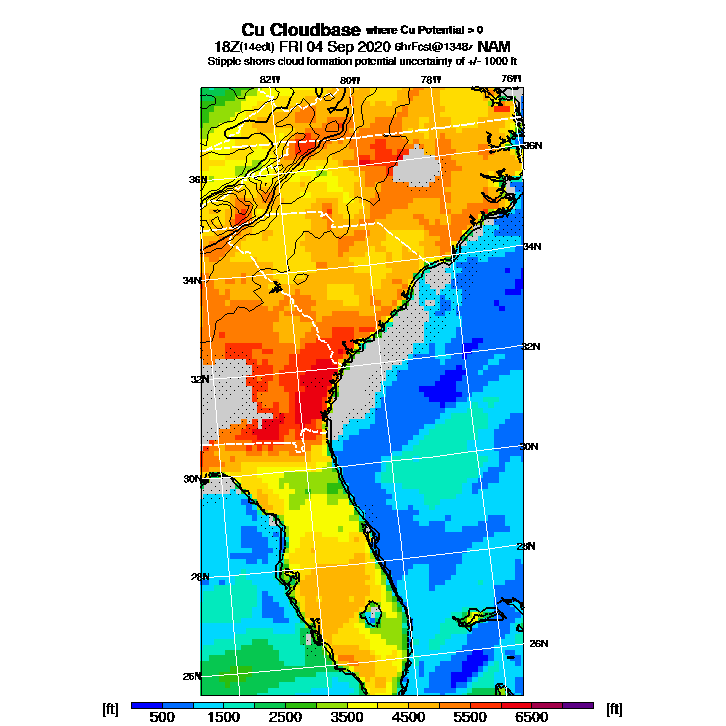 Cu Cloudbase where Cu Potential > 0
18Z(14edt) FRI 04 Sep 2020 6hrFcst@1348z NAM
Stipple shows cloud formation potential uncertainty of +/- 1000 ft
82W 80W 78W 76W
36N
36N
34N
34N
32N
32N
30N
30N
28N
28N
26N
26N
[ft] 500 1500 2500 3500 4500 5500 6500 [ft]